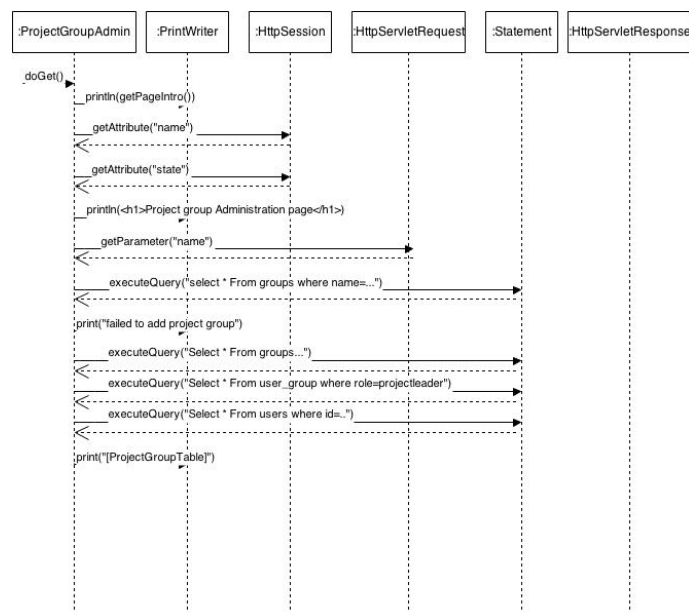 :ProjectGroupAdmin :PrintWriter :HttpSession :HttpServletRequest :Statement :HttpServletResponse
doGet()
println(getPageIntro())
getAttribute("name")
getAttribute("state")
println(<h1>Project group Administration page</h1>)
getParameter("name")
executeQuery("select * From groups where name=...")
print("failed to add project group")
executeQuery("Select * From groups...")
executeQuery("Select * From user_group where role=projectleader")
executeQuery("Select * From users where id=..")
print("[ProjectGroupTable]")